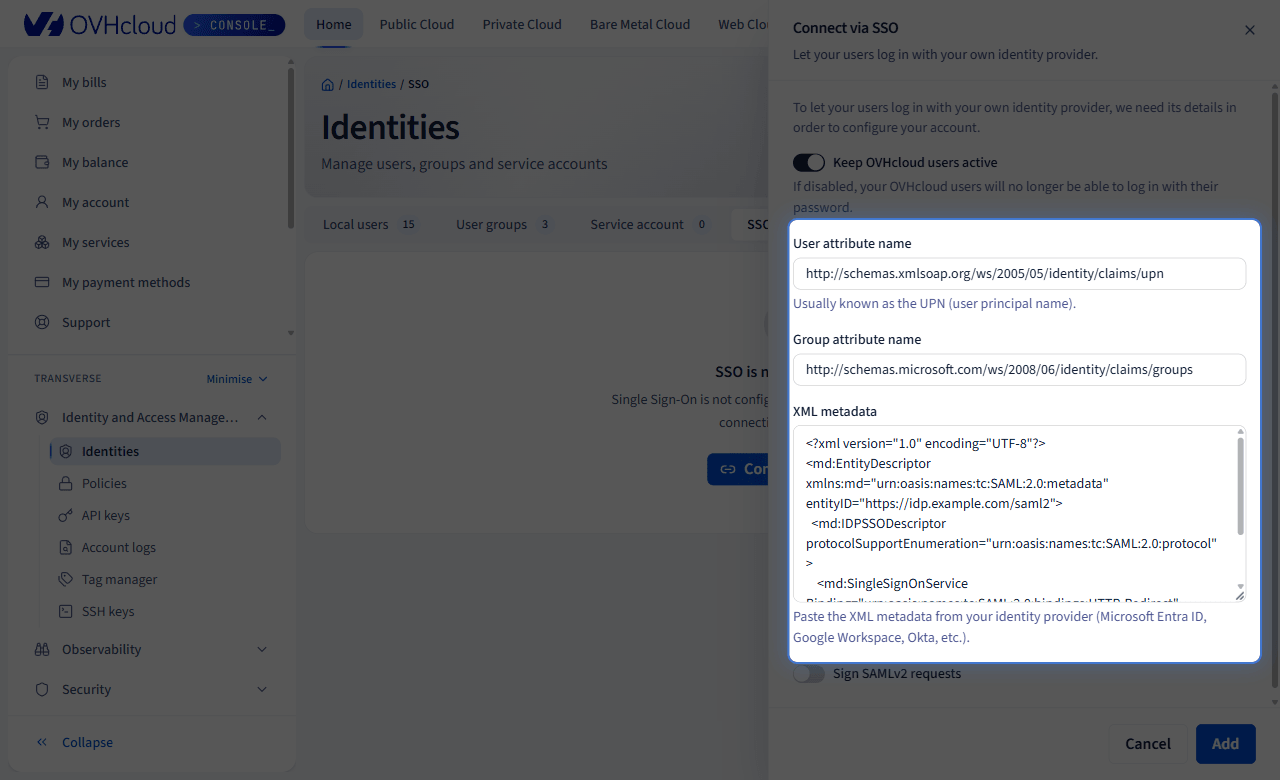 OVHcloud > CONSOLE_ Home Public Cloud Private Cloud Bare Metal Cloud
My bills
My orders
My balance
My account
My services
My payment methods
Support
TRANSVERSE Minimise
Identity and Access Manage...
Identities
Policies
API keys
Account logs
Tag manager
SSH keys
Observability
Security
Collapse
/ Identities / SSO
Identities
Manage users, groups and service accounts
Local users 15 User groups 3 Service account 0 SSO
SSO is
Single Sign-On is not
Connect via SSO
Let your users log in with your own identity provider.
To let your users log in with your own identity provider, we need its details in
order to configure your account.
Keep OVHcloud users active
If disabled, your OVHcloud users will no longer be able to log in with their
password.
User attribute name
http://schemas.xmlsoap.org/ws/2005/05/identity/claims/upn
Usually known as the UPN (user principal name).
Group attribute name
http://schemas.microsoft.com/ws/2008/06/identity/claims/groups
XML metadata
<?xml version="1.0" encoding="UTF-8"?>
<md:EntityDescriptor
xmlns:md="urn:oasis:names:tc:SAML:2.0:metadata"
entityID="https://idp.example.com/saml2">
<md:IDPSSODescriptor
protocolSupportEnumeration="urn:oasis:names:tc:SAML:2.0:protocol"
>
<md:SingleSignOnService
Paste the XML metadata from your identity provider (Microsoft Entra ID,
Google Workspace, Okta, etc.).
Sign SAMLv2 requests
Cancel Add